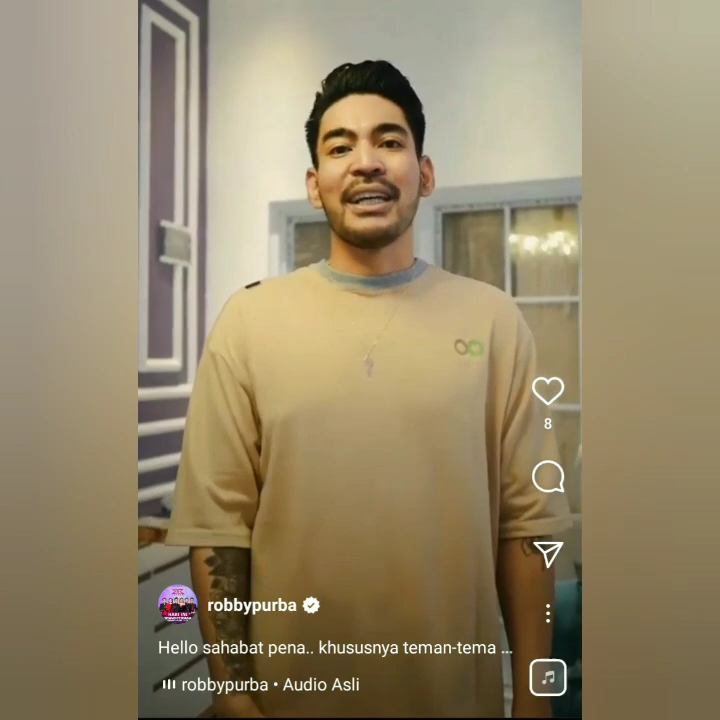 8
robbypurba
Hello sahabat pena.. khususnya teman-tema ...
robbypurba • Audio Asli